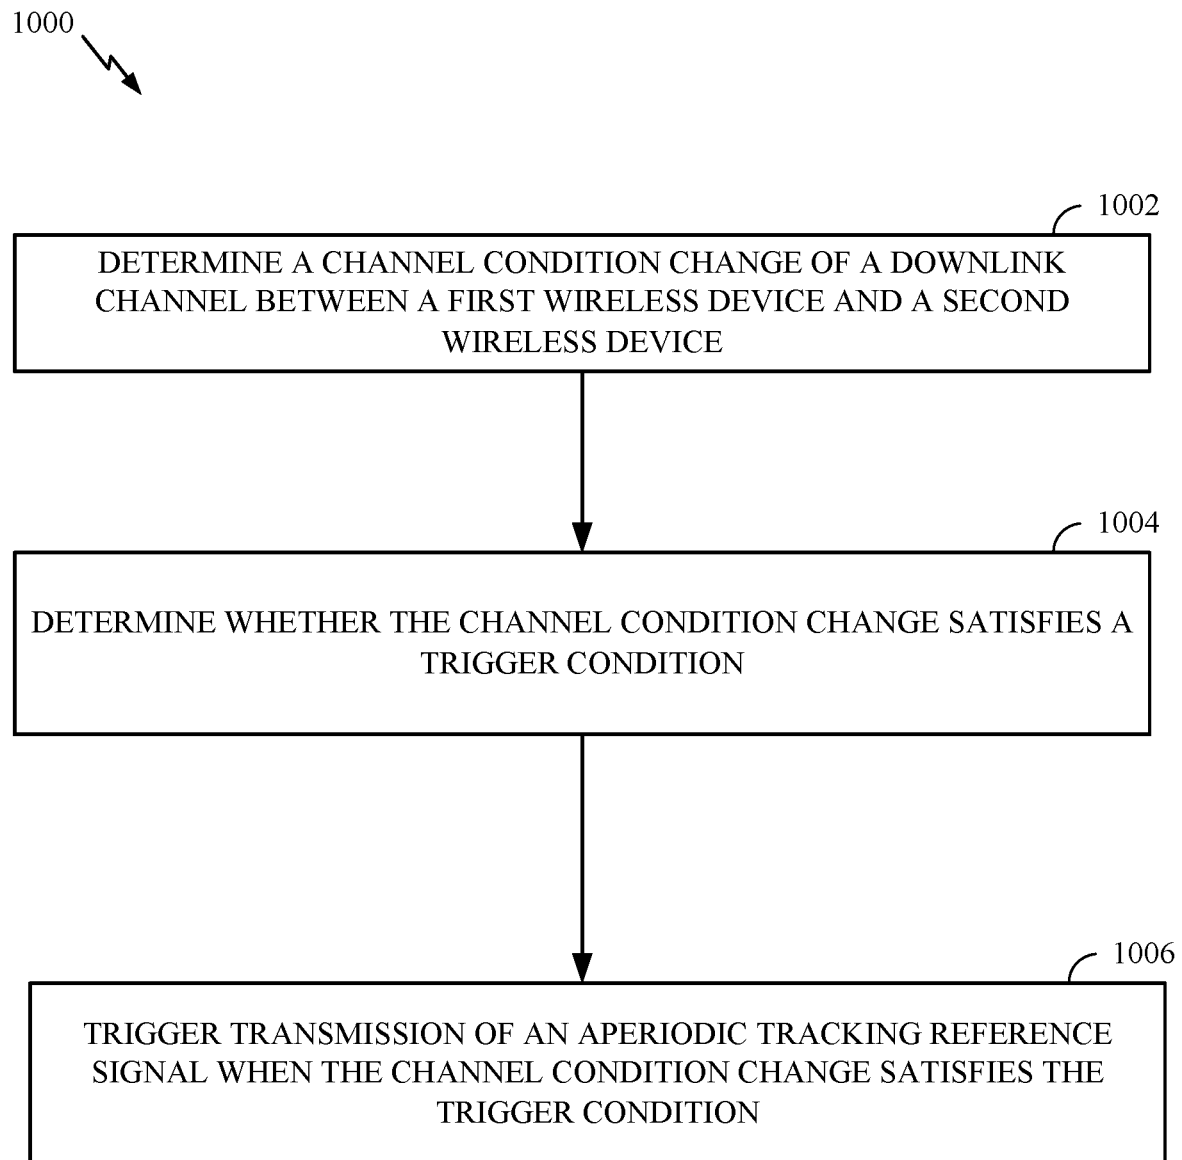 1000
1002
DETERMINE A CHANNEL CONDITION CHANGE OF A DOWNLINK
CHANNEL BETWEEN A FIRST WIRELESS DEVICE AND A SECOND
WIRELESS DEVICE
1004
DETERMINE WHETHER THE CHANNEL CONDITION CHANGE SATISFIES A
TRIGGER CONDITION
1006
TRIGGER TRANSMISSION OF AN APERIODIC TRACKING REFERENCE
SIGNAL WHEN THE CHANNEL CONDITION CHANGE SATISFIES THE
TRIGGER CONDITION